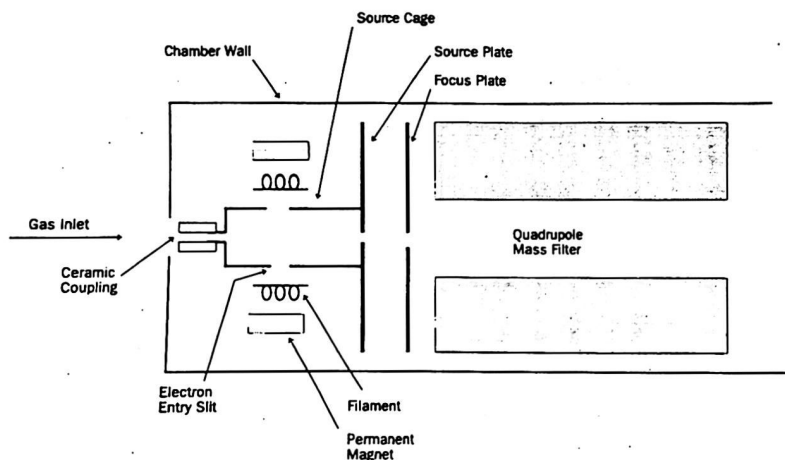 Source Cage
Chamber Wall
Source Plate
Focus Plate
Gas Inlet
Quadrupole
Mass Filter
Ceramic
Coupling
Electron
Entry Slit
Filament
Permanent
Magnet